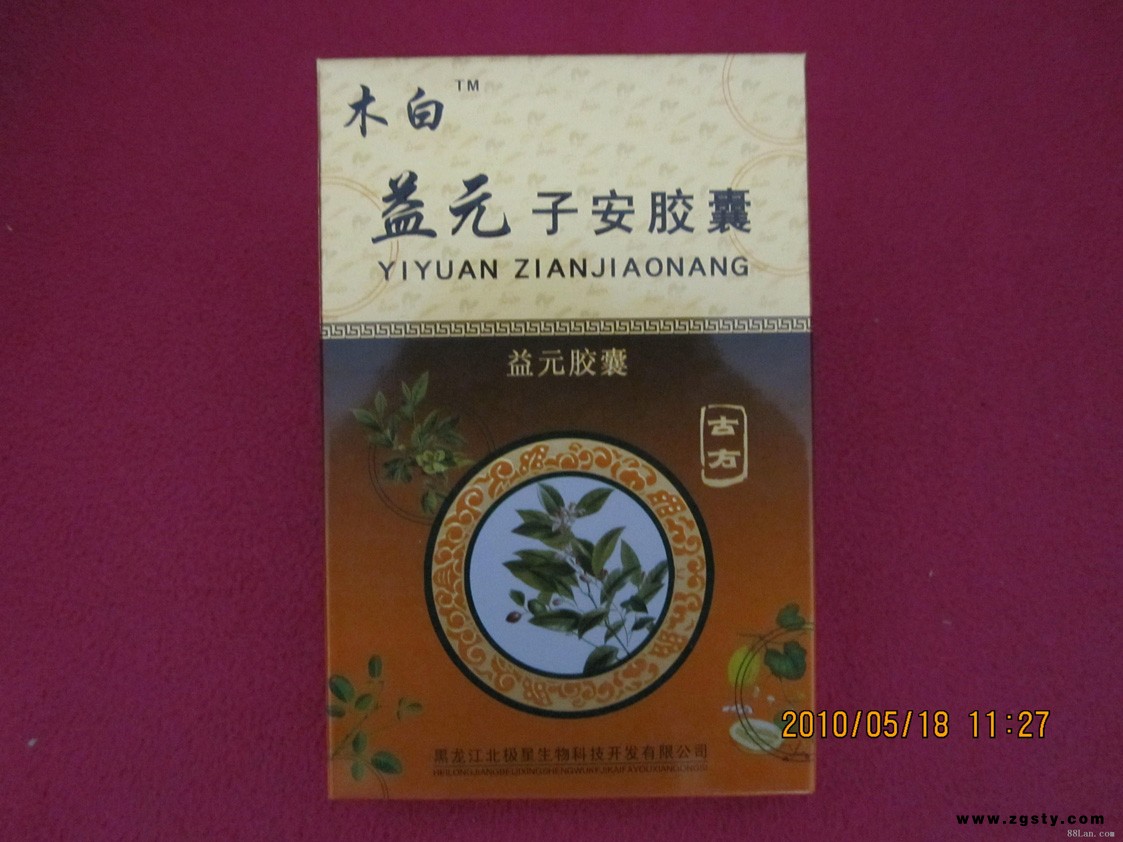 木白™
益元 子安胶囊
YIYUAN ZIANJIAONANG
益元胶囊
古方
2010/05/18 11:27
黑龙江北极星生物科技开发有限公司
www.zgsty.com
88Lan.com